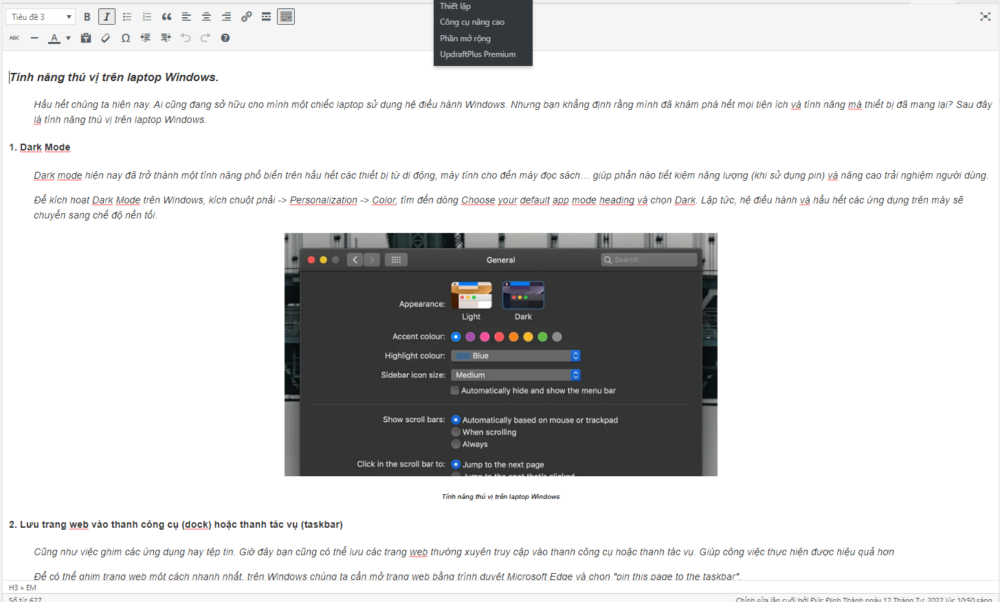 Thiết lập
Công cụ nâng cao
Phần mở rộng
UpdraftPlus Premium
Tiêu đề 3
B I
ABC A Ω
Tính năng thú vị trên laptop Windows.
Hầu hết chúng ta hiện nay. Ai cũng đang sở hữu cho mình một chiếc laptop sử dụng hệ điều hành Windows. Nhưng bạn khẳng định rằng mình đã khám phá hết mọi tiện ích và tính năng mà thiết bị đã mang lại? Sau đây
là tính năng thú vị trên laptop Windows.
1. Dark Mode
Dark mode hiện nay đã trở thành một tính năng phổ biến trên hầu hết các thiết bị từ di động, máy tính cho đến máy đọc sách… giúp phần nào tiết kiệm năng lượng (khi sử dụng pin) và nâng cao trải nghiệm người dùng.
Để kích hoạt Dark Mode trên Windows, kích chuột phải -> Personalization -> Color, tìm đến dòng Choose your default app mode heading và chọn Dark. Lập tức, hệ điều hành và hầu hết các ứng dụng trên máy sẽ
chuyển sang chế độ nền tối.
General
Search
Appearance:
Light Dark
Accent colour:
Highlight colour: Blue
Sidebar icon size: Medium
Automatically hide and show the menu bar
Show scroll bars: Automatically based on mouse or trackpad
When scrolling
Always
Click in the scroll bar to: Jump to the next page
Jump to the spot that's clicked
Tính năng thú vị trên laptop Windows
2. Lưu trang web vào thanh công cụ (dock) hoặc thanh tác vụ (taskbar)
Cũng như việc ghim các ứng dụng hay tệp tin. Giờ đây bạn cũng có thể lưu các trang web thường xuyên truy cập vào thanh công cụ hoặc thanh tác vụ. Giúp công việc thực hiện được hiệu quả hơn
Để có thể ghim trang web một cách nhanh nhất, trên Windows chúng ta cần mở trang web bằng trình duyệt Microsoft Edge và chọn "pin this page to the taskbar".
H3 » EM
Số từ: 627
Chỉnh sửa lần cuối bởi Đức Định Thành ngày 12 Tháng Tư, 2022 lúc 10:50 sáng